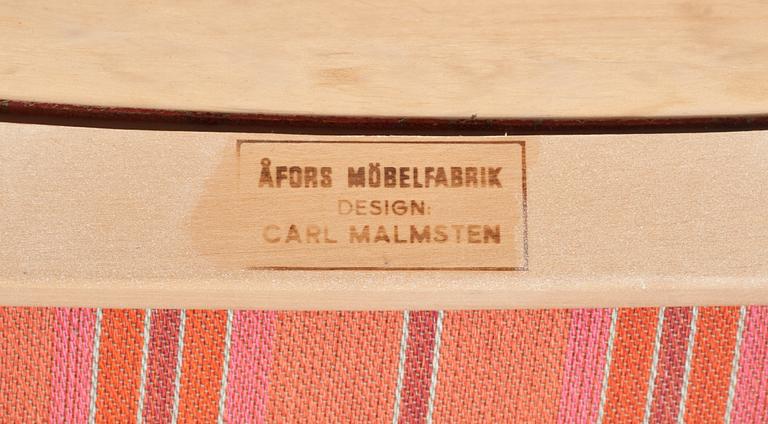 ÅFORS MÖBELFABRIK
DESIGN:
CARL MALMSTEN